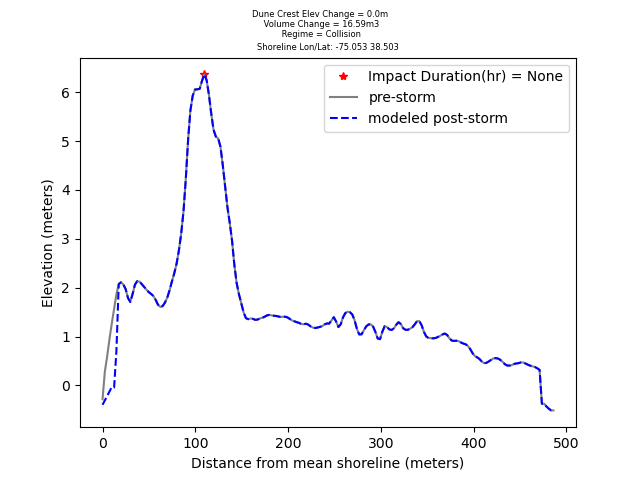 Dune Crest Elev Change = 0.0m
Volume Change = 16.59m3
Regime = Collision
Shoreline Lon/Lat: -75.053 38.503
Impact Duration(hr) = None
pre-storm
modeled post-storm
Elevation (meters)
6
5
4
3
2
1
0
0 100 200 300 400 500
Distance from mean shoreline (meters)